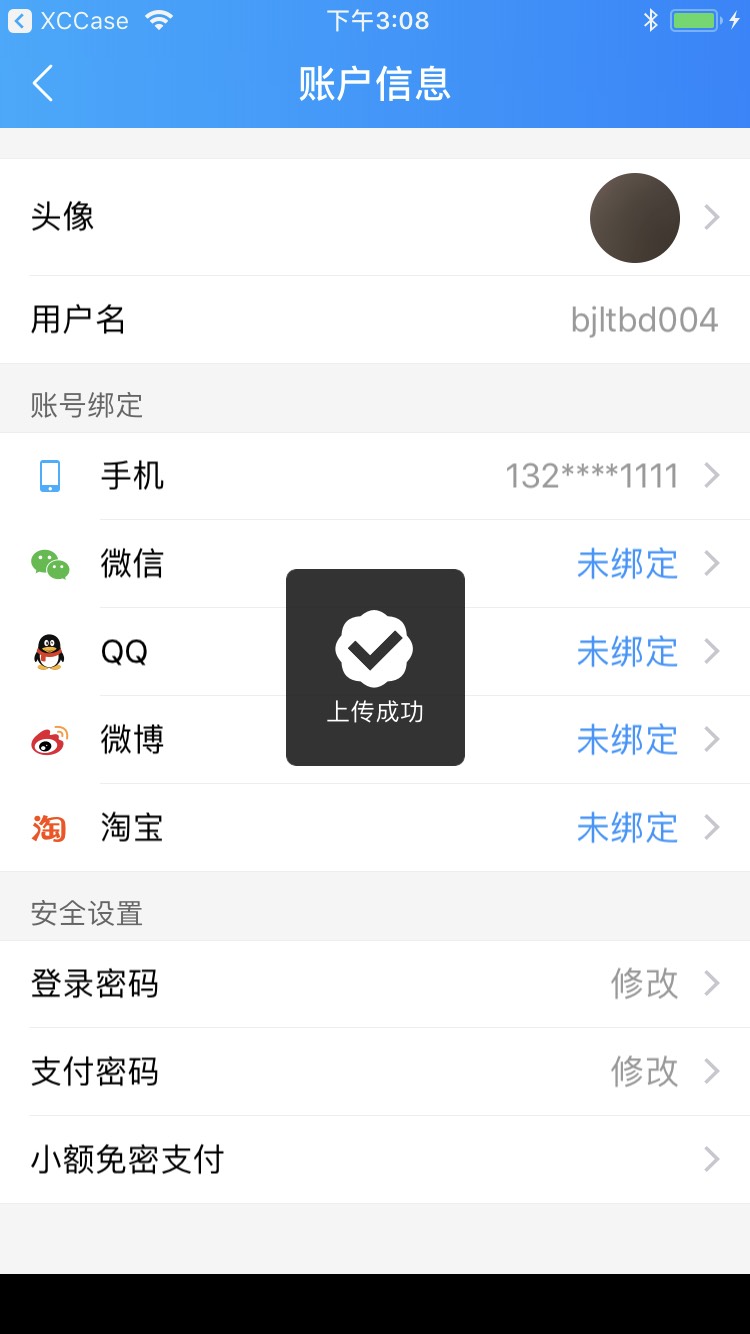 XCCase 下午3:08
账户信息
头像
用户名 bjltbd004
账号绑定
手机 132****1111
微信 未绑定
QQ 未绑定
微博 未绑定
上传成功
淘 淘宝 未绑定
安全设置
登录密码 修改
支付密码 修改
小额免密支付